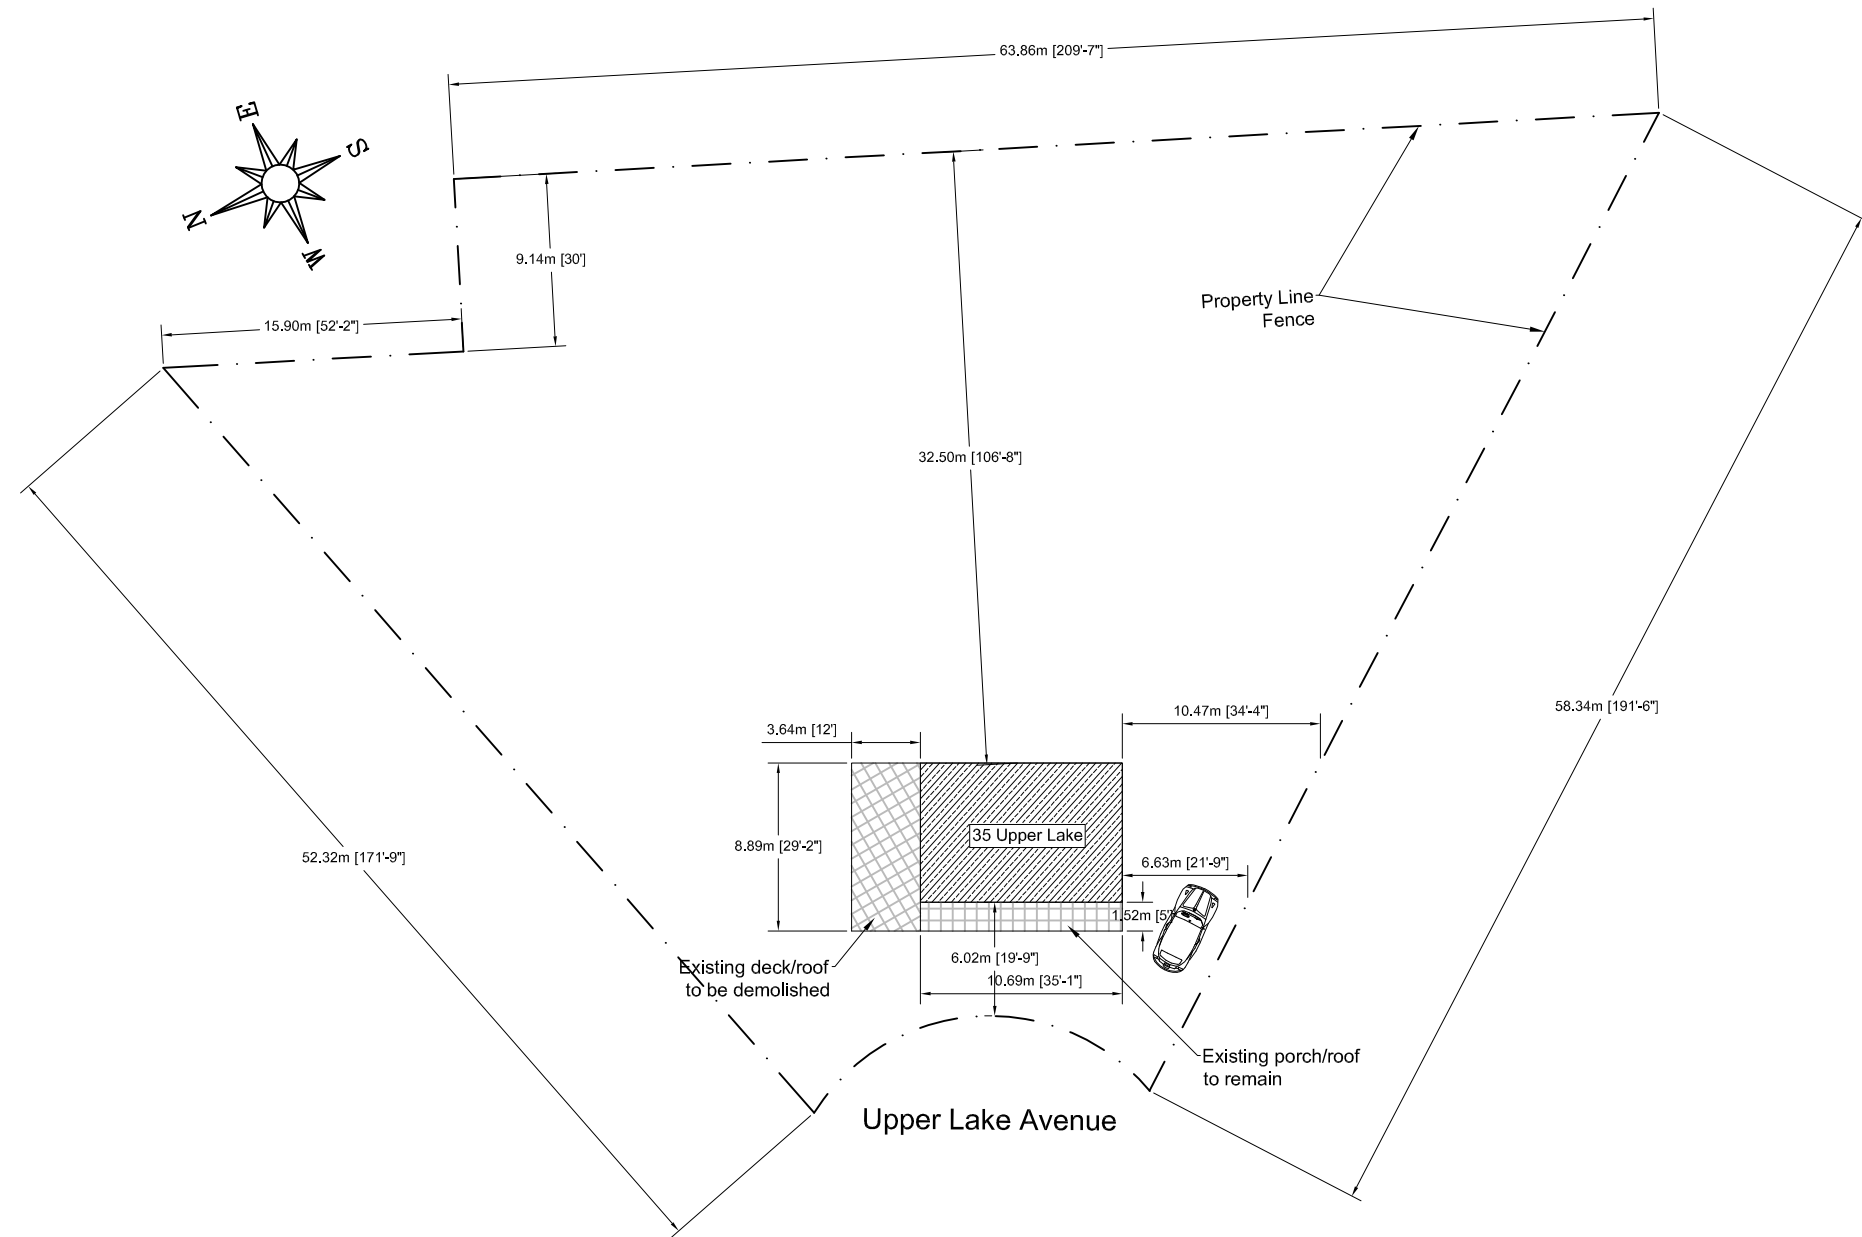 63.86m [209'-7"]
E
S
N
W
9.14m [30']
15.90m [52'-2"]
Property Line
Fence
32.50m [106'-8"]
58.34m [191'-6"]
10.47m [34'-4"]
3.64m [12']
35 Upper Lake
8.89m [29'-2"]
52.32m [171'-9"]
6.63m [21'-9"]
1.52m [5']
6.02m [19'-9"]
10.69m [35'-1"]
Existing deck/roof
to be demolished
Existing porch/roof
to remain
Upper Lake Avenue